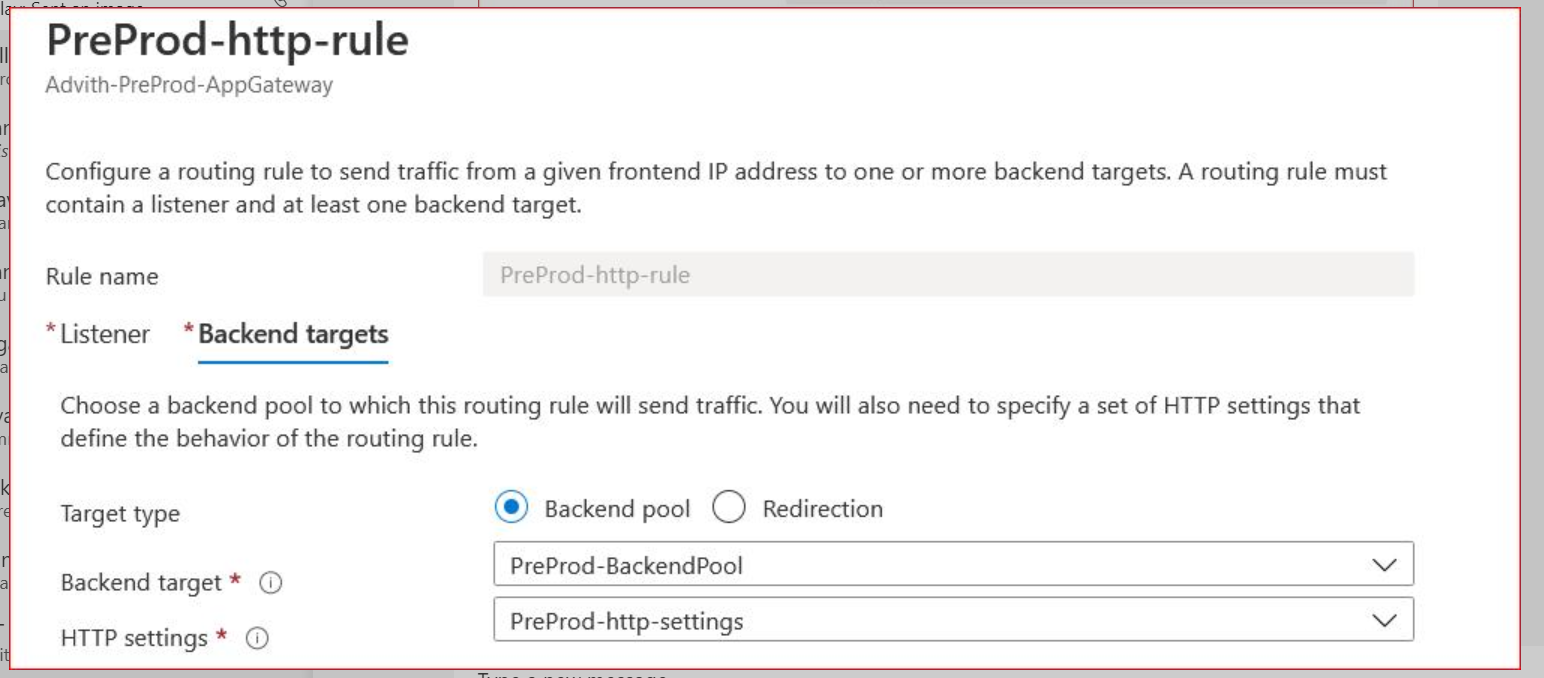 PreProd-http-rule
Advith-PreProd-AppGateway
Configure a routing rule to send traffic from a given frontend IP address to one or more backend targets. A routing rule must
contain a listener and at least one backend target.
Rule name
PreProd-http-rule
* Listener * Backend targets
Choose a backend pool to which this routing rule will send traffic. You will also need to specify a set of HTTP settings that
define the behavior of the routing rule.
Target type
Backend pool
Redirection
Backend target *
PreProd-BackendPool
HTTP settings *
PreProd-http-settings